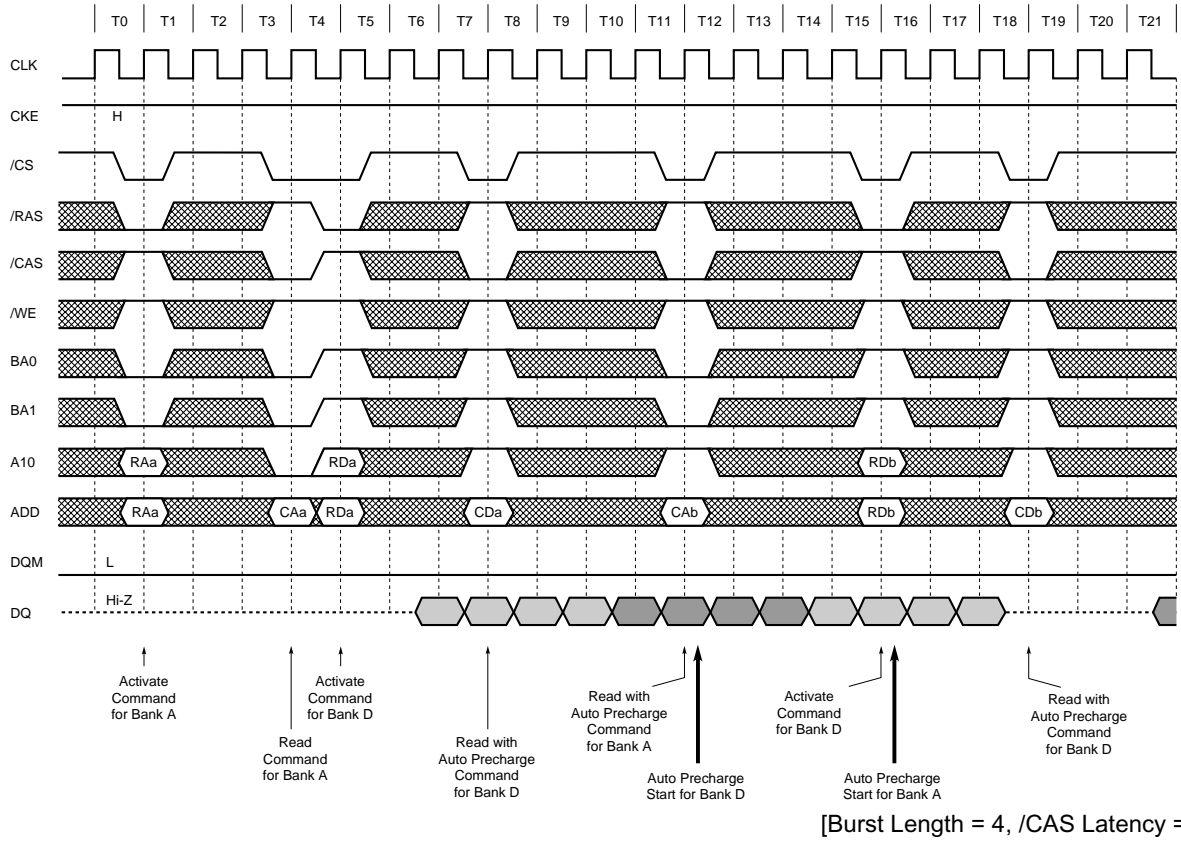 T0 T1 T2 T3 T4 T5 T6 T7 T8 T9 T10 T11 T12 T13 T14 T15 T16 T17 T18 T19 T20 T21
CLK
CKE H
/CS
/RAS
/CAS
/WE
BA0
BA1
A10 RAa RDa RDb
ADD RAa CAa RDa CDa CAb RDb CDb
DQM L
DQ Hi-Z
Activate
Command
for Bank A
Read
Command
for Bank A
Activate
Command
for Bank D
Read with
Auto Precharge
Command
for Bank D
Read with
Auto Precharge
Command
for Bank A
Auto Precharge
Start for Bank D
Activate
Command
for Bank D
Auto Precharge
Start for Bank A
Read with
Auto Precharge
Command
for Bank D
[Burst Length = 4, /CAS Latency =